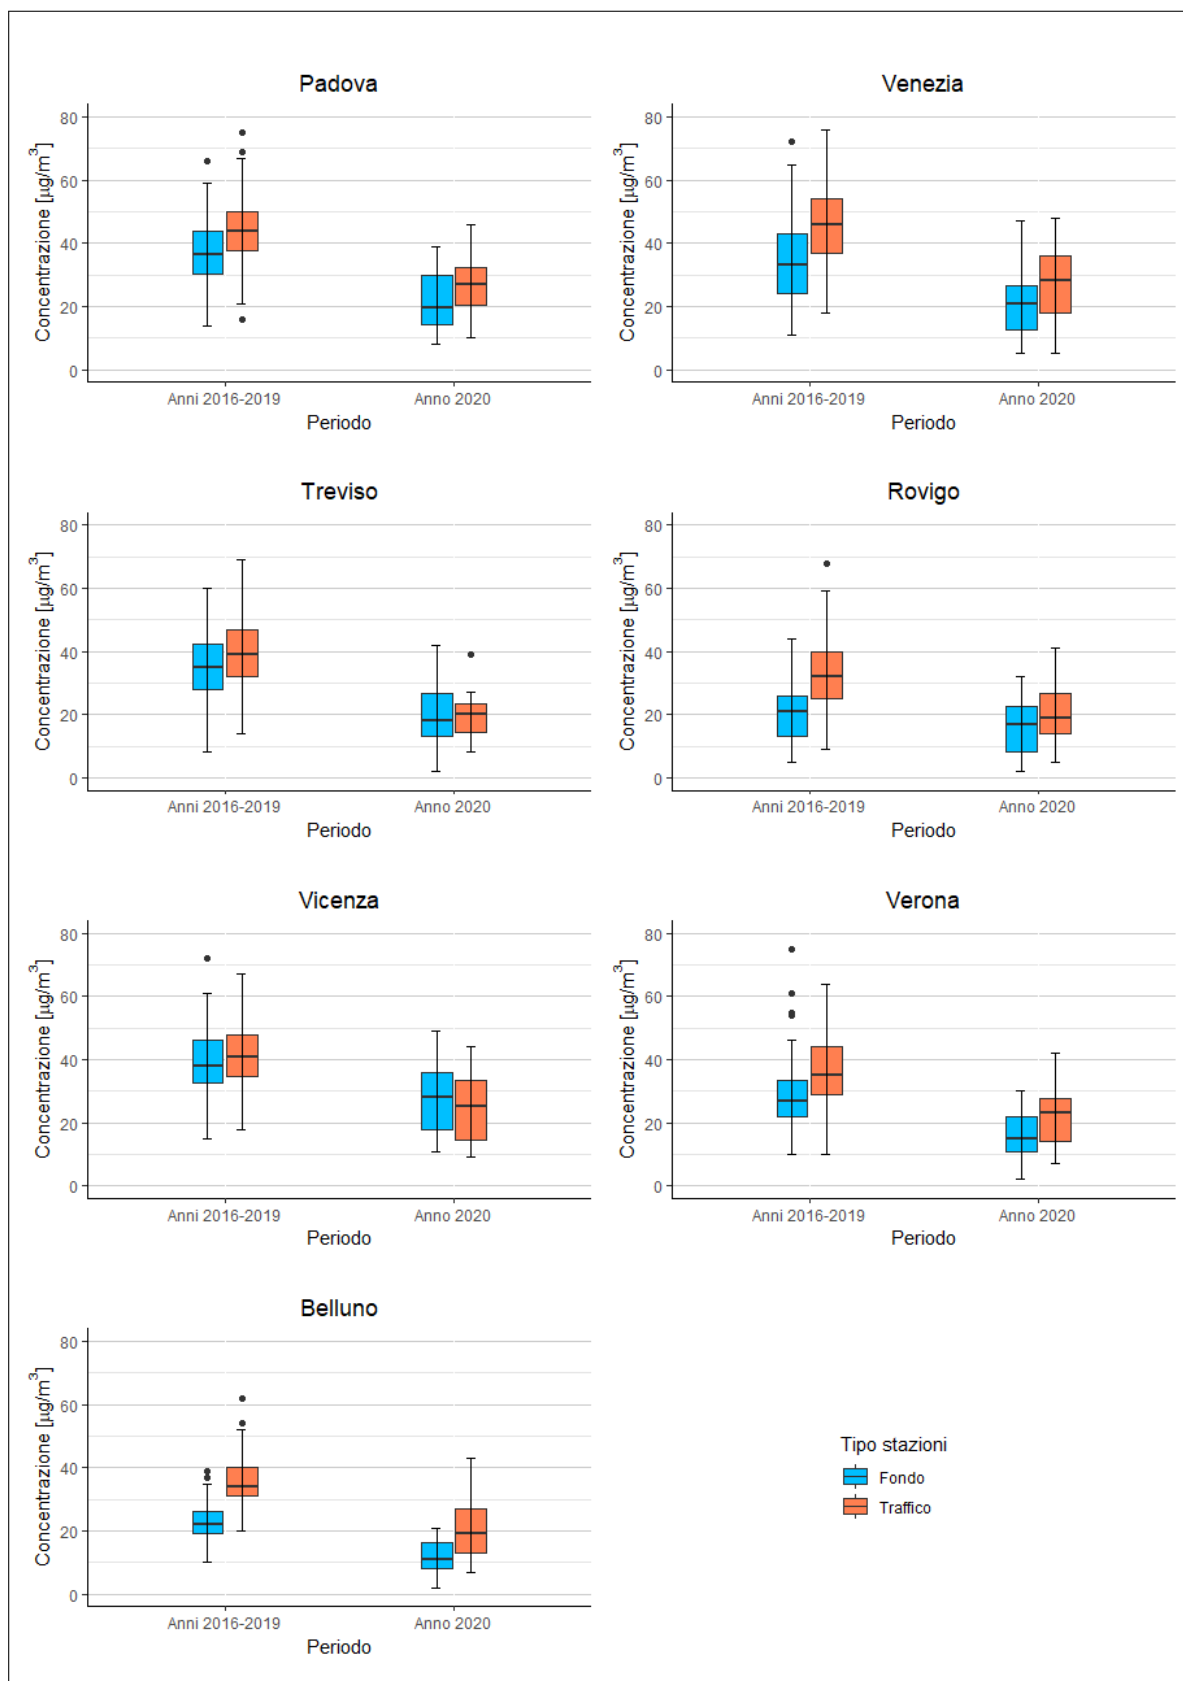 Padova
Concentrazione [µg/m³]
80
60
40
20
0
Anni 2016-2019
Anno 2020
Periodo
Venezia
Concentrazione [µg/m³]
80
60
40
20
0
Anni 2016-2019
Anno 2020
Periodo
Treviso
Concentrazione [µg/m³]
80
60
40
20
0
Anni 2016-2019
Anno 2020
Periodo
Rovigo
Concentrazione [µg/m³]
80
60
40
20
0
Anni 2016-2019
Anno 2020
Periodo
Vicenza
Concentrazione [µg/m³]
80
60
40
20
0
Anni 2016-2019
Anno 2020
Periodo
Verona
Concentrazione [µg/m³]
80
60
40
20
0
Anni 2016-2019
Anno 2020
Periodo
Belluno
Concentrazione [µg/m³]
80
60
40
20
0
Anni 2016-2019
Anno 2020
Periodo
Tipo stazioni
Fondo
Traffico